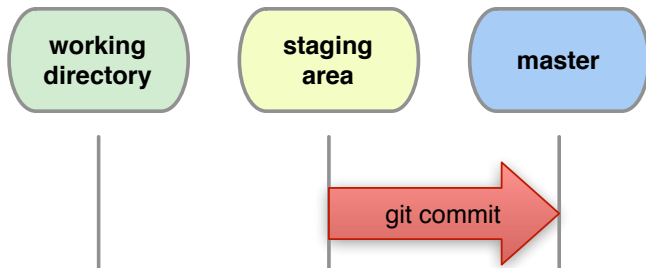 working
directory
staging
area
master
git commit